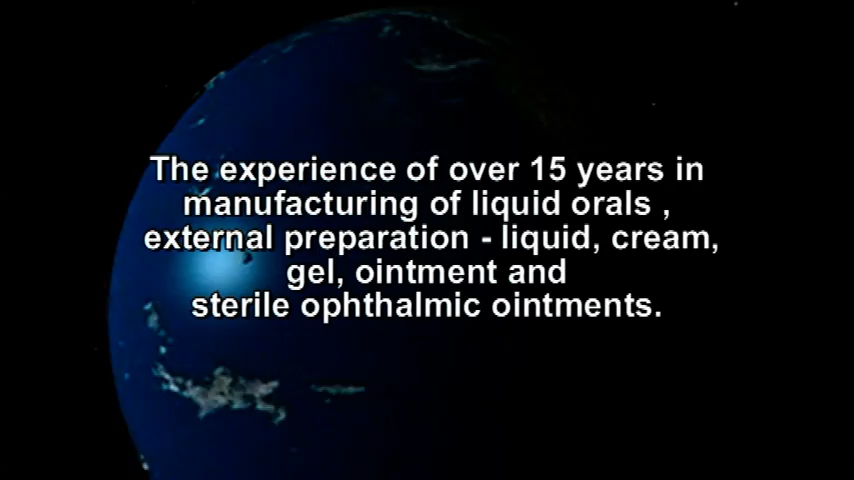 The experience of over 15 years in
manufacturing of liquid orals ,
external preparation - liquid, cream,
gel, ointment and
sterile ophthalmic ointments.